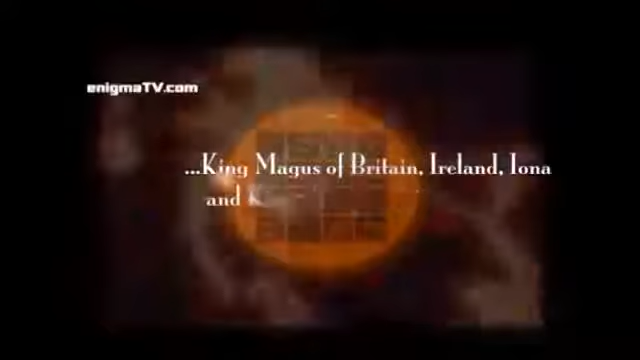 enigmaTV.com
...King Magus of Britain, Ireland, Iona
and